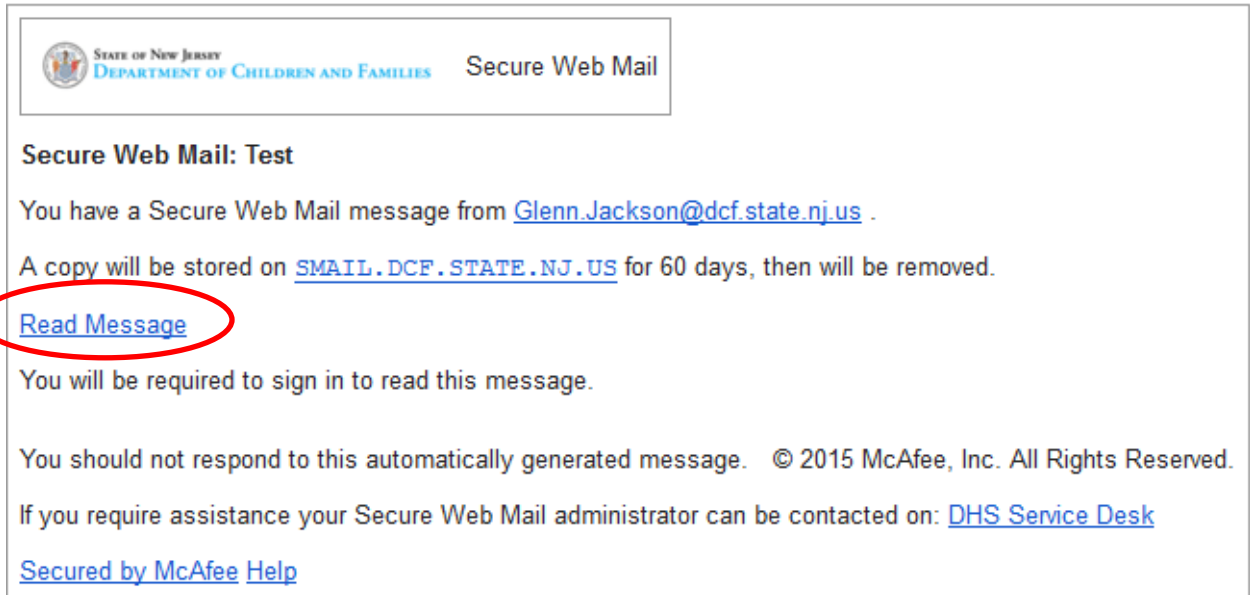 STATE OF NEW JERSEY
DEPARTMENT OF CHILDREN AND FAMILIES Secure Web Mail
Secure Web Mail: Test
You have a Secure Web Mail message from Glenn.Jackson@dcf.state.nj.us .
A copy will be stored on SMAIL.DCF.STATE.NJ.US for 60 days, then will be removed.
Read Message
You will be required to sign in to read this message.
You should not respond to this automatically generated message. © 2015 McAfee, Inc. All Rights Reserved.
If you require assistance your Secure Web Mail administrator can be contacted on: DHS Service Desk
Secured by McAfee Help